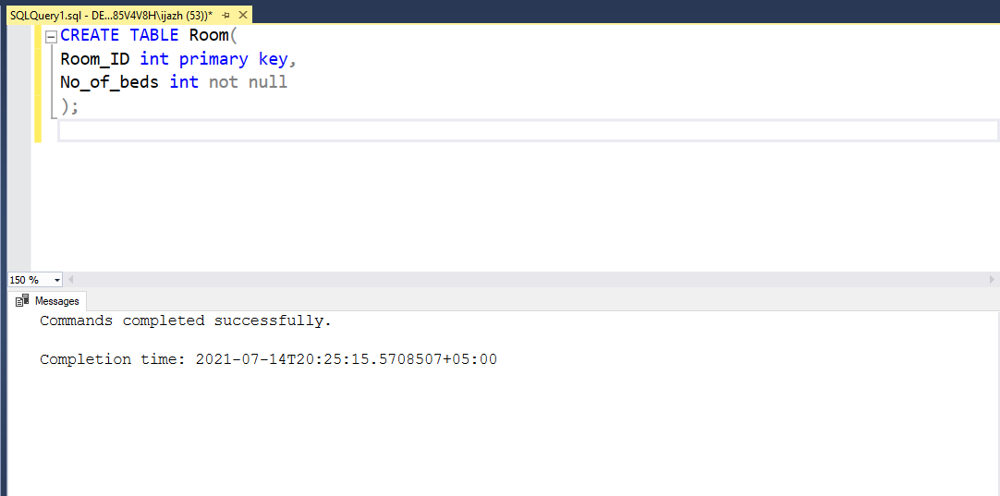 SQLQuery1.sql - DE...85V4V8H\ijazh (53))*
CREATE TABLE Room(
Room_ID int primary key,
No_of_beds int not null
);
150 %
Messages
Commands completed successfully.
Completion time: 2021-07-14T20:25:15.5708507+05:00